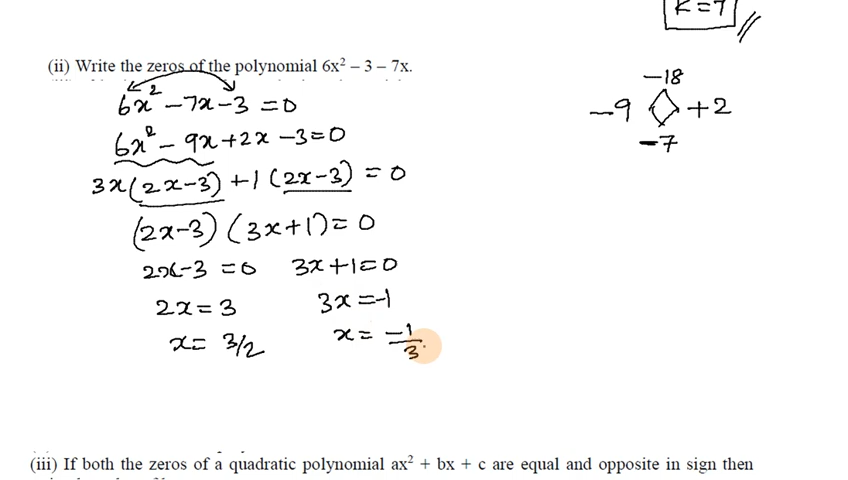 K=7
(ii) Write the zeros of the polynomial 6x² – 3 – 7x.
6x² -7x -3 = 0
6x² - 9x +2x -3=0
3x(2x-3) +1 (2x-3) = 0
(2x-3) (3x+1)= 0
2x-3 =0 3x+1=0
2x= 3 3x=-1
x= 3/2 x= -1/3
-18
-9 +2
-7
(iii) If both the zeros of a quadratic polynomial ax² + bx + c are equal and opposite in sign then